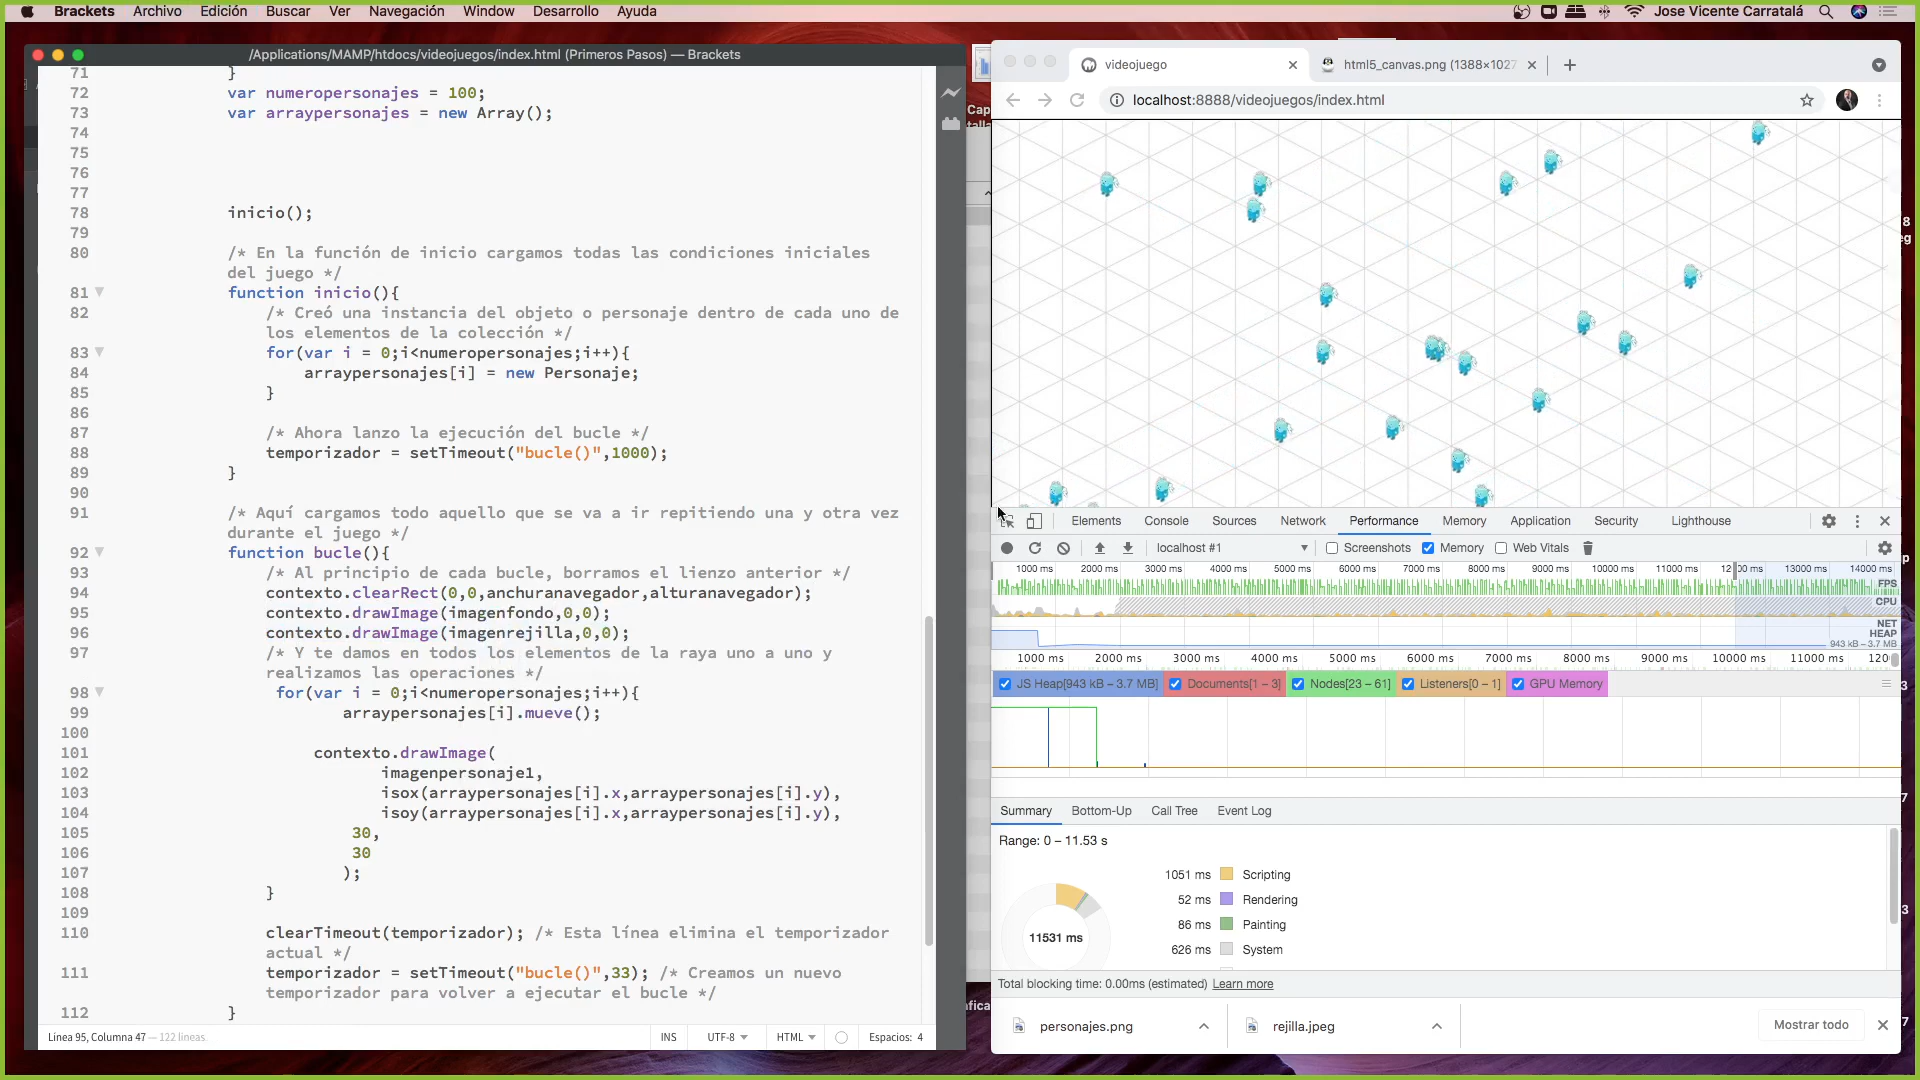 Brackets Archivo Edición Buscar Ver Navegación Window Desarrollo Ayuda
Jose Vicente Carratalá
/Applications/MAMP/htdocs/videojuegos/index.html (Primeros Pasos) — Brackets
71 }
72 var numeropersonajes = 100;
73 var arraypersonajes = new Array();
74
75
76
77
78 inicio();
79
80 /* En la función de inicio cargamos todas las condiciones iniciales
del juego */
81 function inicio(){
82 /* Creó una instancia del objeto o personaje dentro de cada uno de
los elementos de la colección */
83 for(var i = 0;i<numeropersonajes;i++){
84 arraypersonajes[i] = new Personaje;
85 }
86
87 /* Ahora lanzo la ejecución del bucle */
88 temporizador = setTimeout("bucle()",1000);
89 }
90
91 /* Aquí cargamos todo aquello que se va a ir repitiendo una y otra vez
durante el juego */
92 function bucle(){
93 /* Al principio de cada bucle, borramos el lienzo anterior */
94 contexto.clearRect(0,0,anchuranavegador,alturanavegador);
95 contexto.drawImage(imagenfondo,0,0);
96 contexto.drawImage(imagenrejilla,0,0);
97 /* Y te damos en todos los elementos de la raya uno a uno y
realizamos las operaciones */
98 for(var i = 0;i<numeropersonajes;i++){
99 arraypersonajes[i].mueve();
100
101 contexto.drawImage(
102 imagenpersonaje1,
103 isox(arraypersonajes[i].x,arraypersonajes[i].y),
104 isoy(arraypersonajes[i].x,arraypersonajes[i].y),
105 30,
106 30
107 );
108 }
109
110 clearTimeout(temporizador); /* Esta línea elimina el temporizador
actual */
111 temporizador = setTimeout("bucle()",33); /* Creamos un nuevo
temporizador para volver a ejecutar el bucle */
112 }
Línea 95, Columna 47 — 122 líneas
INS UTF-8 HTML Espacios: 4
Cap
videojuego
html5_canvas.png (1388×1027
localhost:8888/videojuegos/index.html
Elements Console Sources Network Performance Memory Application Security Lighthouse
localhost #1 Screenshots Memory Web Vitals
1000 ms 2000 ms 3000 ms 4000 ms 5000 ms 6000 ms 7000 ms 8000 ms 9000 ms 10000 ms 11000 ms 12 00 ms 13000 ms 14000 ms
FPS
CPU
NET
HEAP
943 kB – 3.7 MB
1000 ms 2000 ms 3000 ms 4000 ms 5000 ms 6000 ms 7000 ms 8000 ms 9000 ms 10000 ms 11000 ms 120
JS Heap[943 kB – 3.7 MB] Documents[1 – 3] Nodes[23 – 61] Listeners[0 – 1] GPU Memory
Summary Bottom-Up Call Tree Event Log
Range: 0 – 11.53 s
1051 ms Scripting
52 ms Rendering
86 ms Painting
626 ms System
11531 ms
Total blocking time: 0.00ms (estimated) Learn more
personajes.png
rejilla.jpeg
Mostrar todo